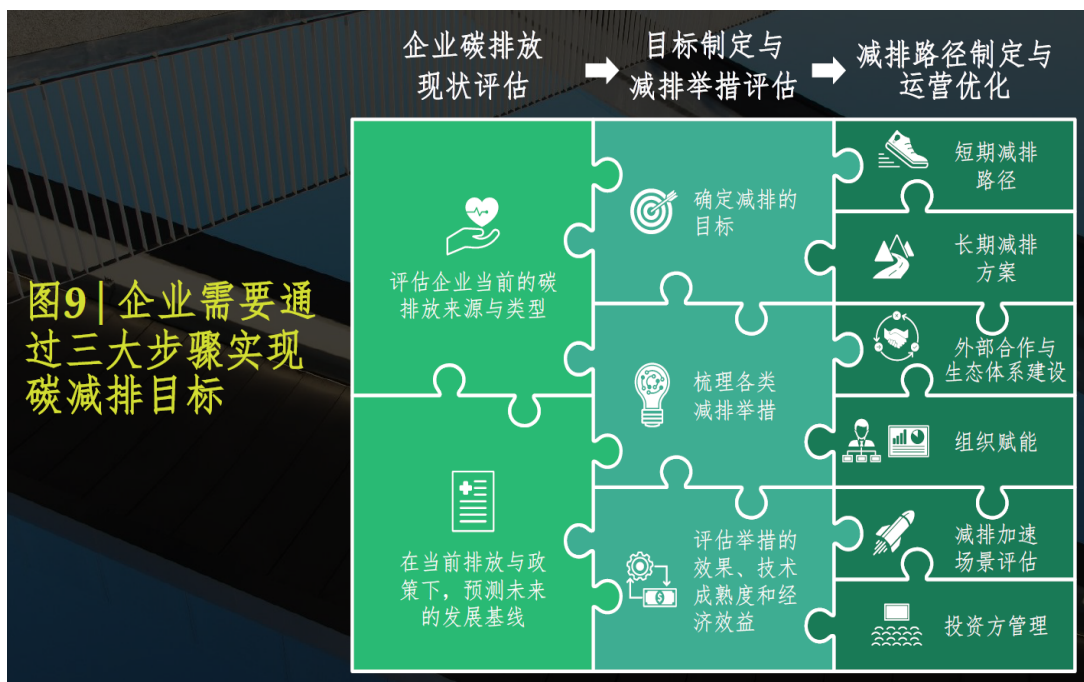 企业碳排放
现状评估
目标制定与
减排举措评估
减排路径制定与
运营优化
图9|企业需要通
过三大步骤实现
碳减排目标
评估企业当前的碳
排放来源与类型
在当前排放与政
策下，预测未来
的发展基线
确定减排的
目标
梳理各类
减排举措
评估举措的
效果、技术
成熟度和经
济效益
短期减排
路径
长期减排
方案
外部合作与
生态体系建设
组织赋能
减排加速
场景评估
投资方管理